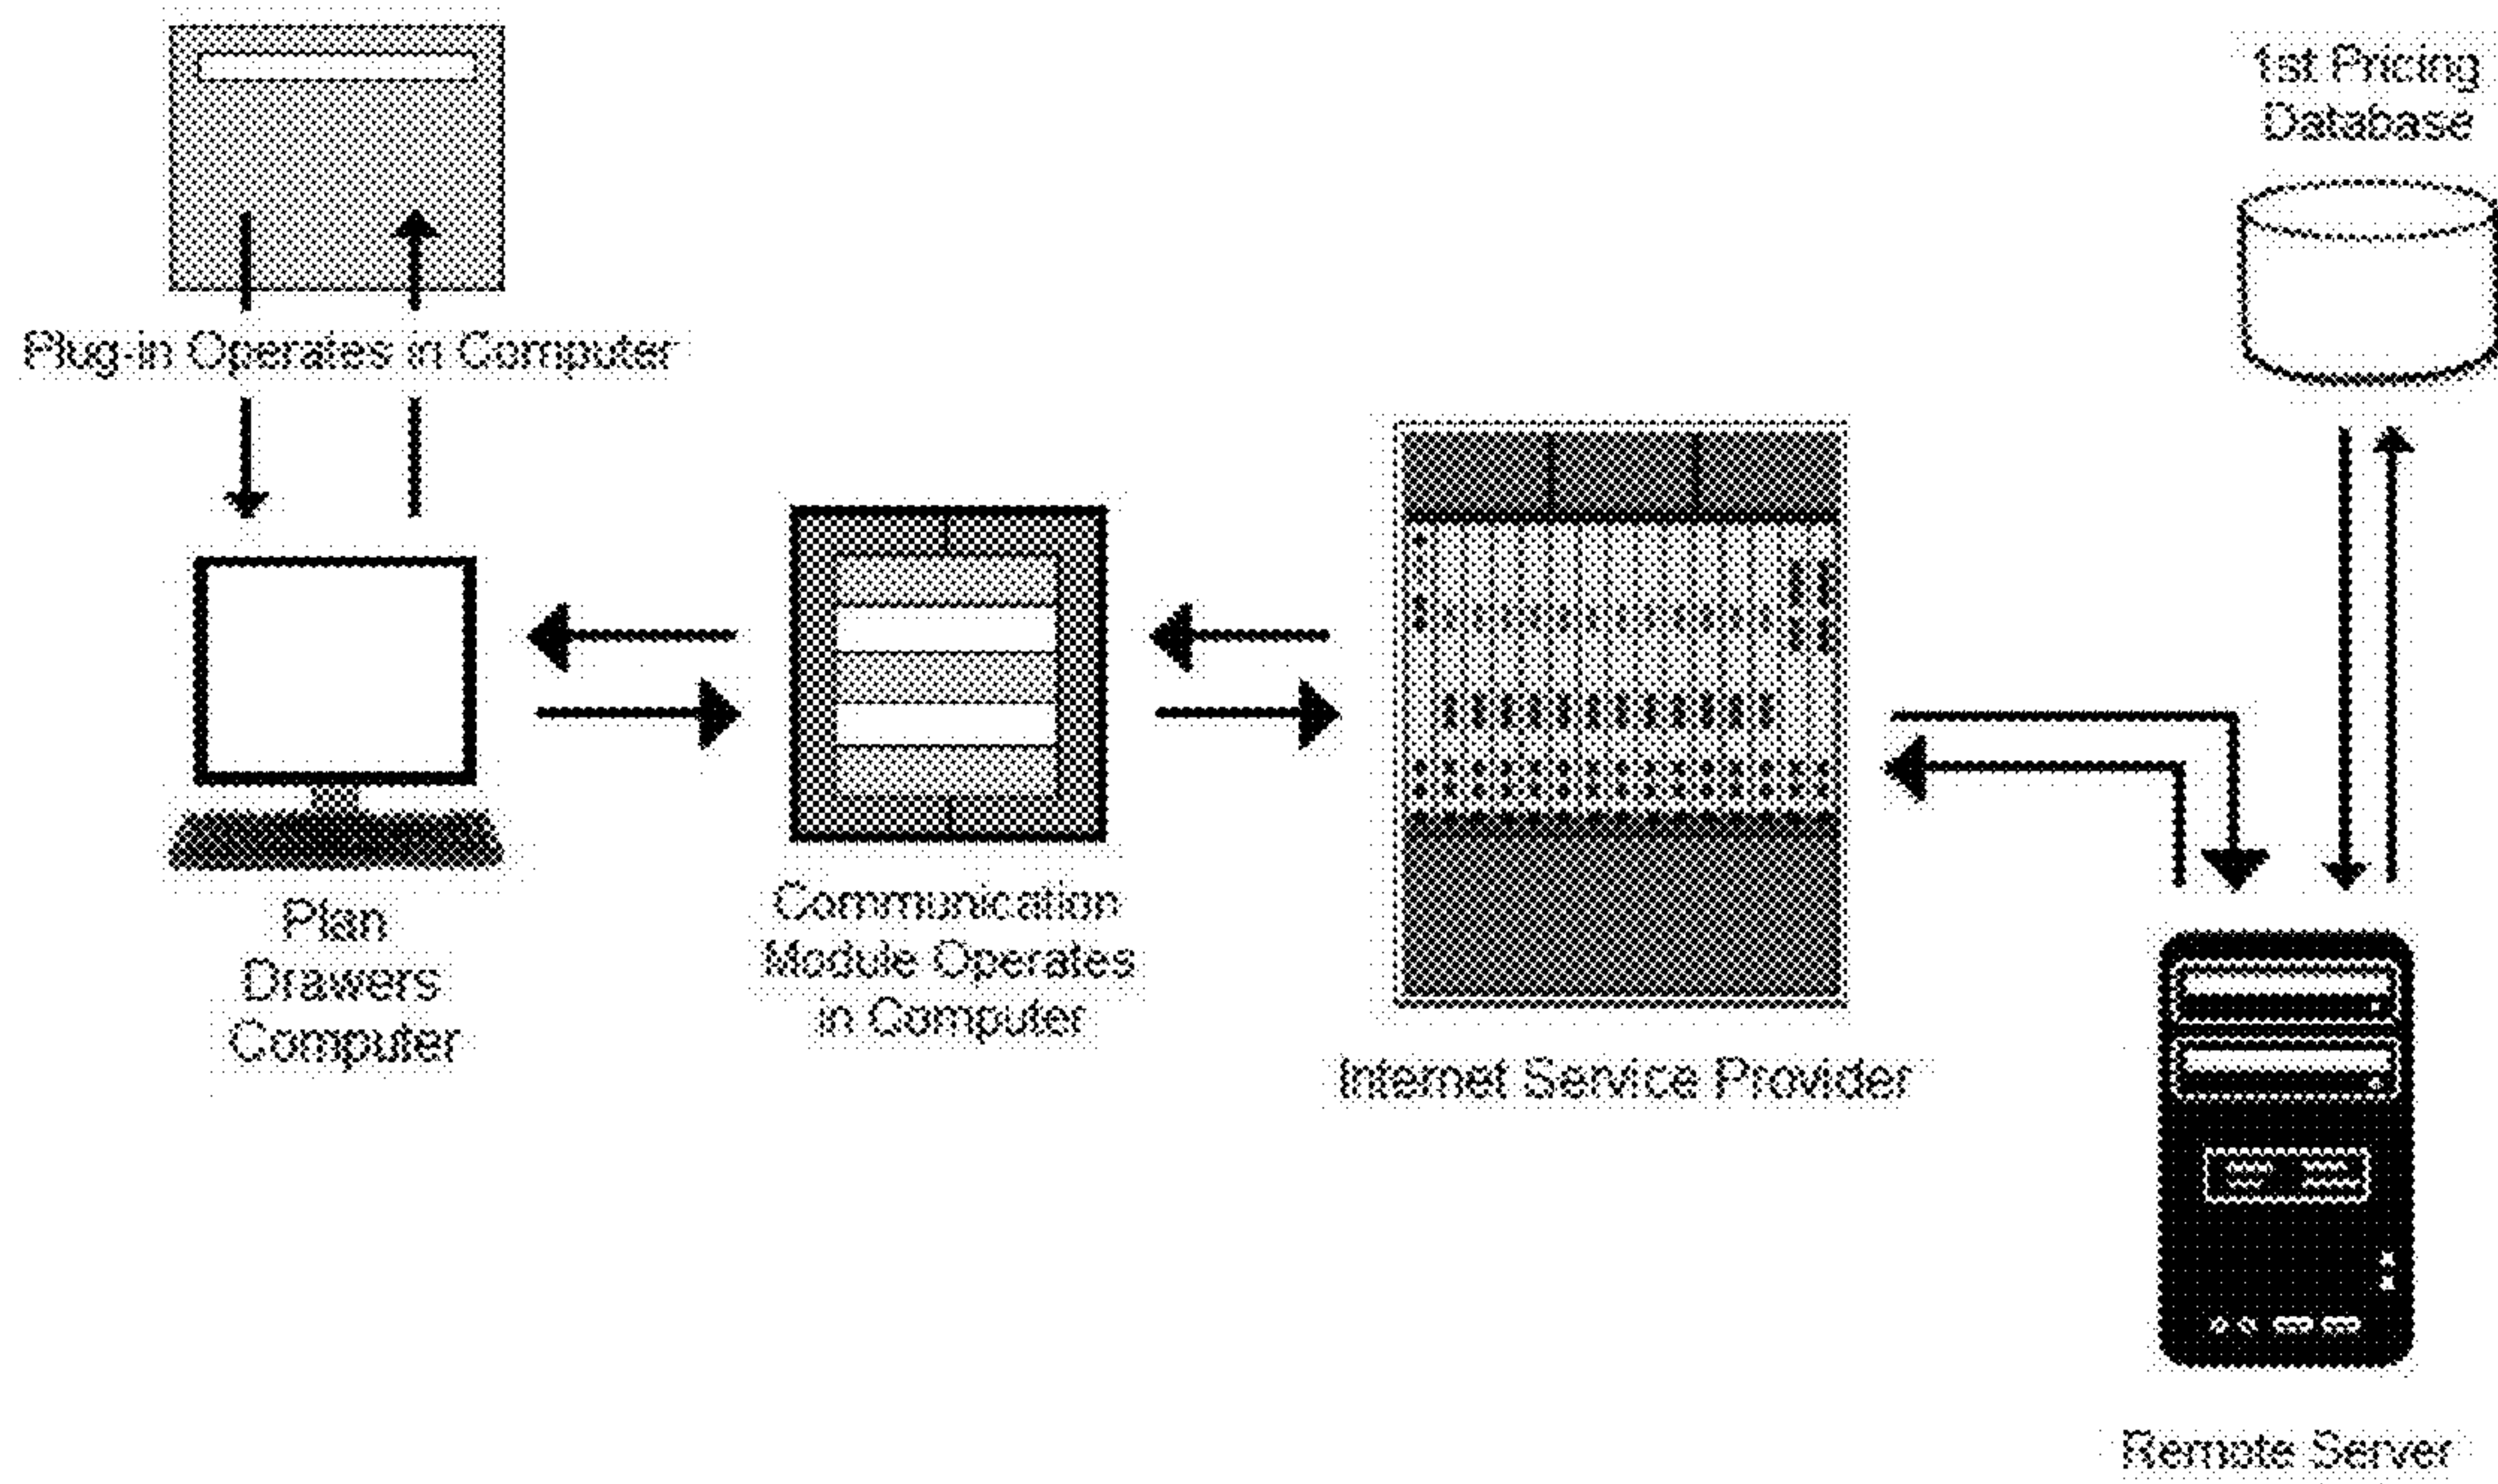 1st Pricing
Database
Plug-in Operates in Computer
Plan
Drawers
Computer
Communication
Module Operates
in Computer
Internet Service Provider
Remote Server